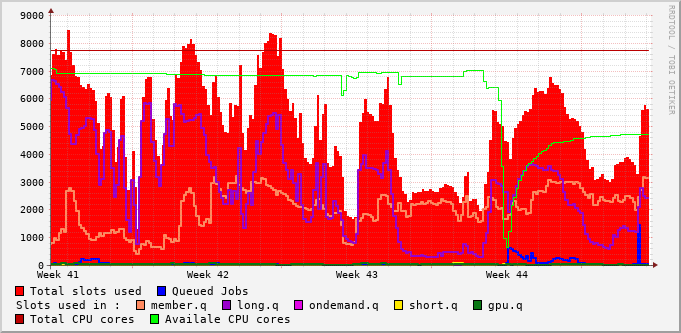 9000
8000
7000
6000
5000
4000
3000
2000
1000
0
Week 41 Week 42 Week 43 Week 44
Total slots used Queued Jobs
Slots used in : member.q long.q ondemand.q short.q gpu.q
Total CPU cores Availale CPU cores
RRDTOOL / TOBI OETIKER